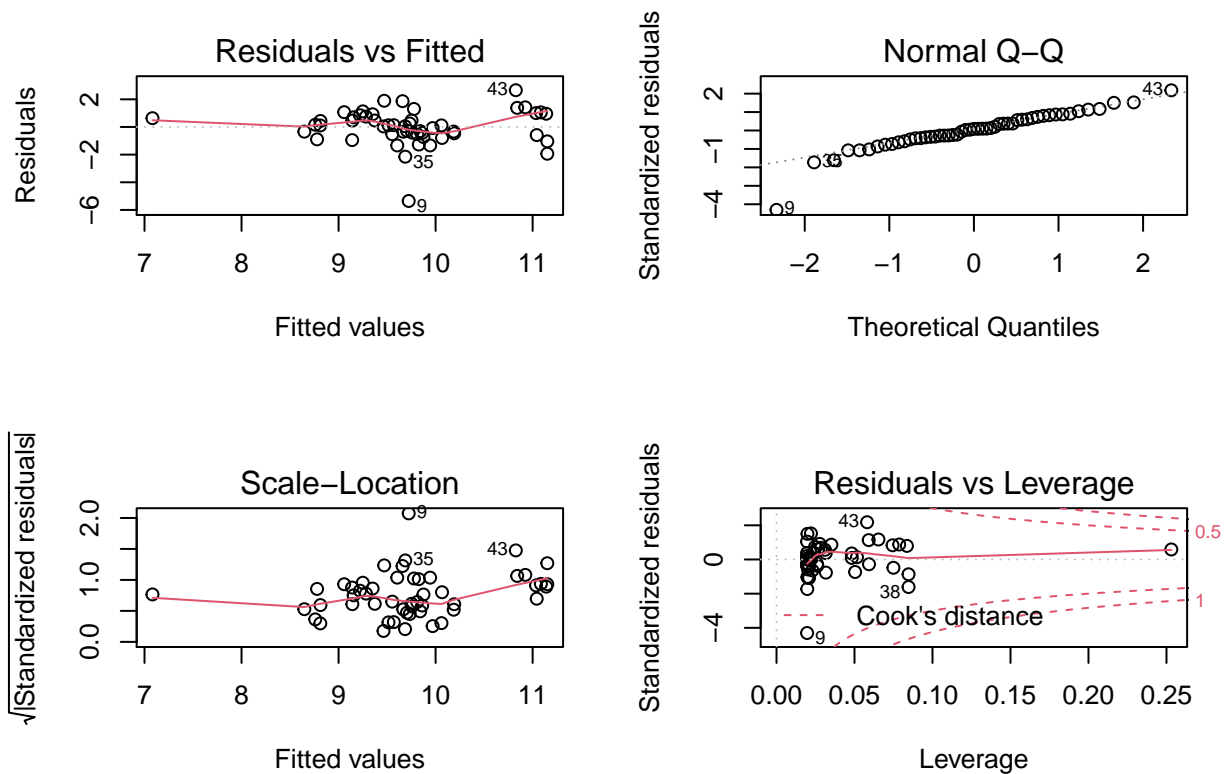 Residuals vs Fitted
Residuals
2
−2
−6
43
35
9
7 8 9 10 11
Fitted values
Normal Q−Q
Standardized residuals
2
−1
−4
43
9
−2 −1 0 1 2
Theoretical Quantiles
Scale−Location
√|Standardized residuals|
2.0
1.0
0.0
9
35
43
7 8 9 10 11
Fitted values
Residuals vs Leverage
Standardized residuals
0
−4
43
38
9
Cook's distance
0.5
1
0.00 0.05 0.10 0.15 0.20 0.25
Leverage